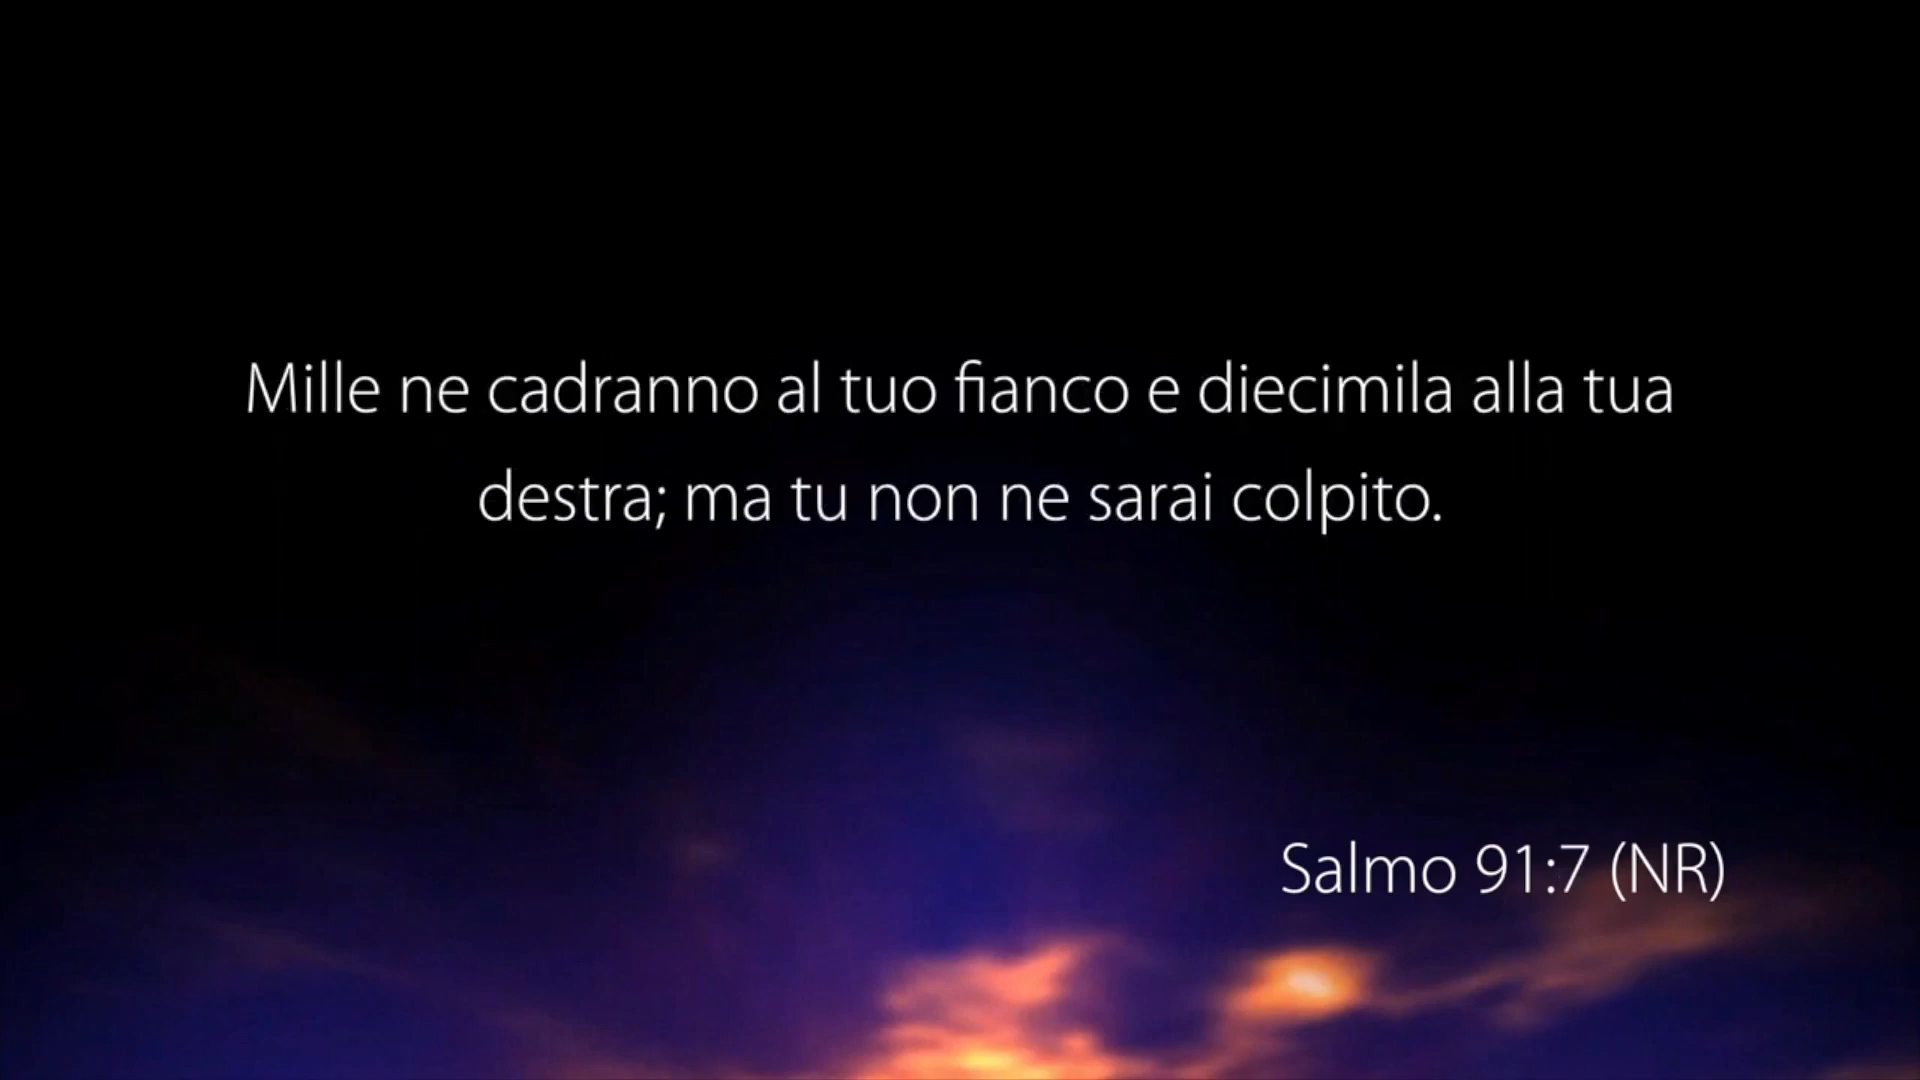 Mille ne cadranno al tuo fianco e diecimila alla tua
destra; ma tu non ne sarai colpito.
Salmo 91:7 (NR)